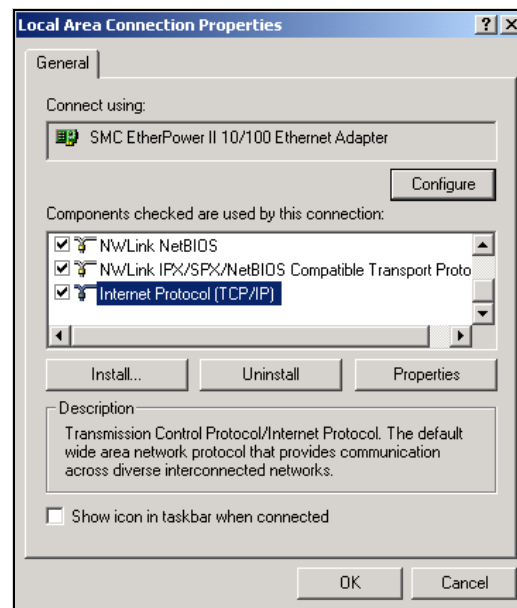 Local Area Connection Properties
General
Connect using:
SMC EtherPower II 10/100 Ethernet Adapter
Configure
Components checked are used by this connection:
NWLink NetBIOS
NWLink IPX/SPX/NetBIOS Compatible Transport Proto
Internet Protocol (TCP/IP)
Install... Uninstall Properties
Description
Transmission Control Protocol/Internet Protocol. The default
wide area network protocol that provides communication
across diverse interconnected networks.
Show icon in taskbar when connected
OK Cancel